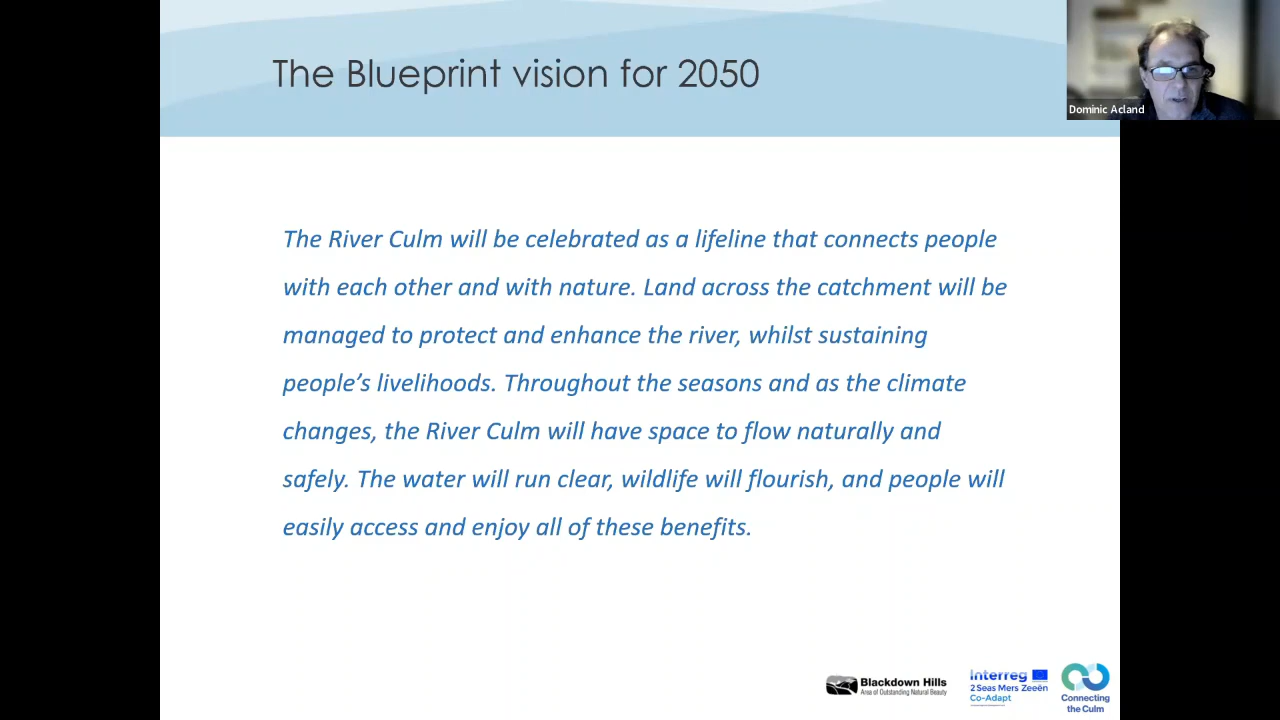 The Blueprint vision for 2050
Dominic Acland
The River Culm will be celebrated as a lifeline that connects people
with each other and with nature. Land across the catchment will be
managed to protect and enhance the river, whilst sustaining
people’s livelihoods. Throughout the seasons and as the climate
changes, the River Culm will have space to flow naturally and
safely. The water will run clear, wildlife will flourish, and people will
easily access and enjoy all of these benefits.
Blackdown Hills
Area of Outstanding Natural Beauty
Interreg
2 Seas Mers Zeeën
Co-Adapt
Connecting
the Culm